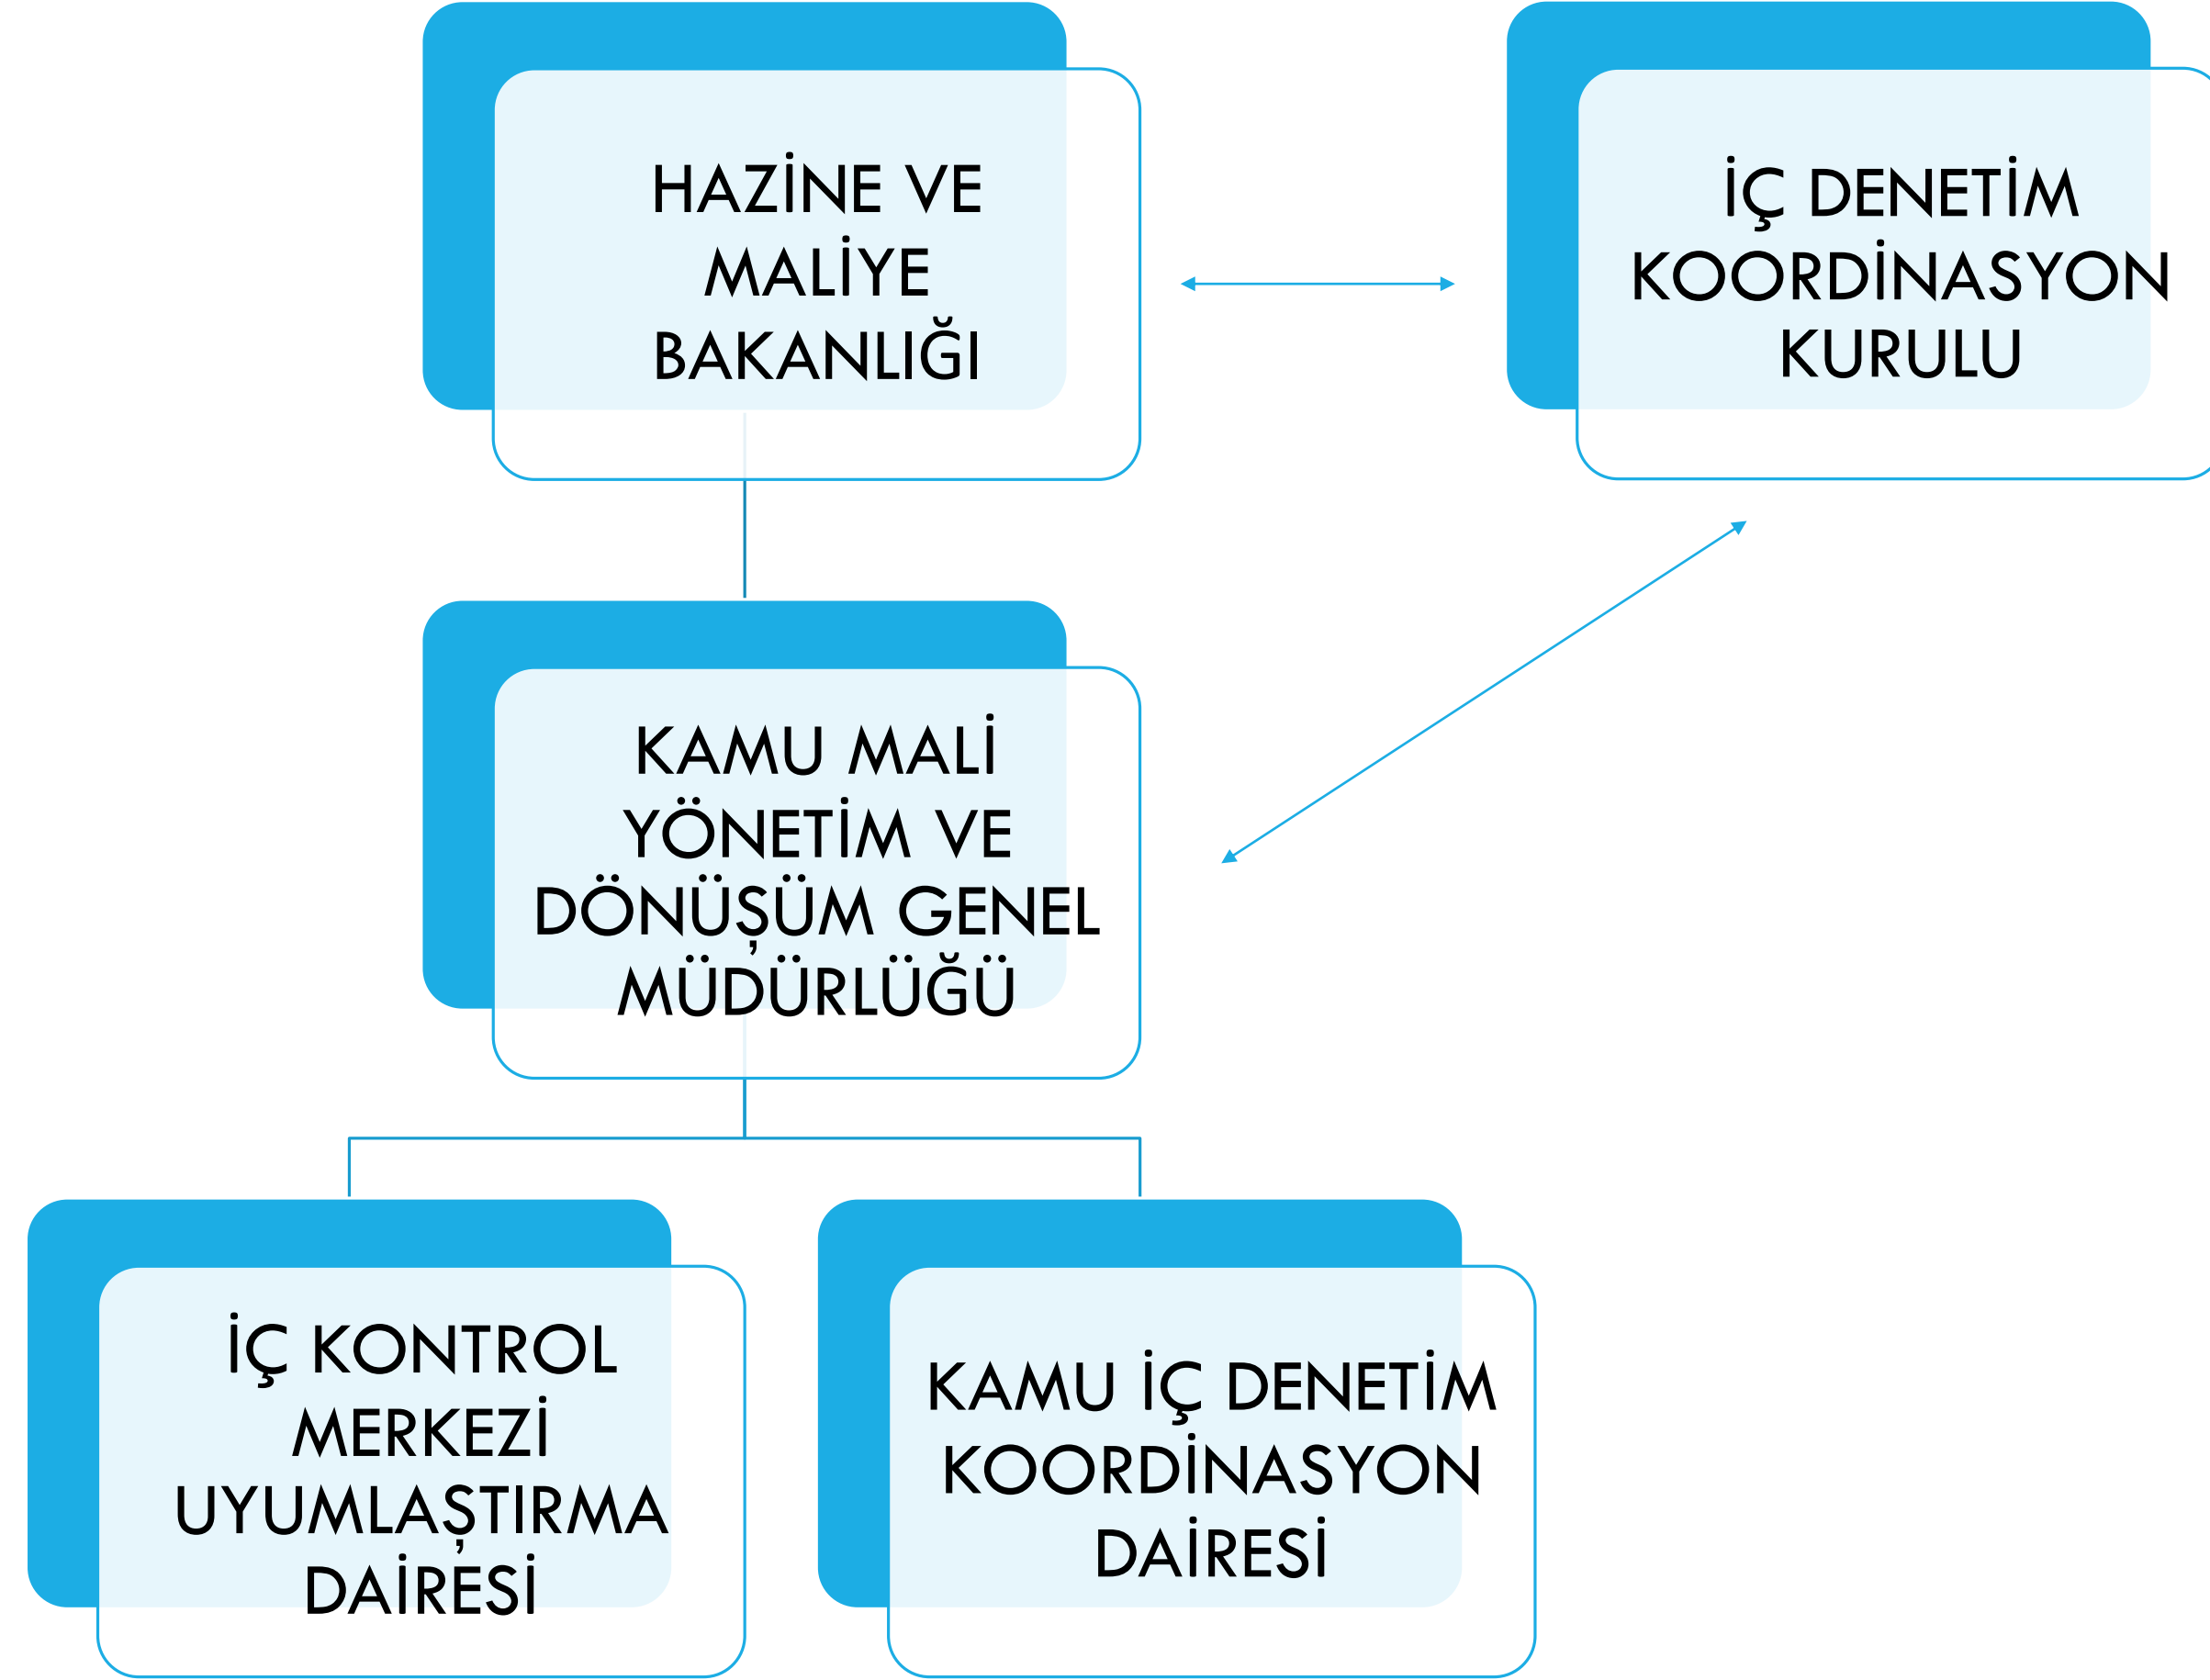 HAZİNE VE
MALİYE
BAKANLIĞI
İÇ DENETİM
KOORDİNASYON
KURULU
KAMU MALİ
YÖNETİM VE
DÖNÜŞÜM GENEL
MÜDÜRLÜĞÜ
İÇ KONTROL
MERKEZİ
UYUMLAŞTIRMA
DAİRESİ
KAMU İÇ DENETİM
KOORDİNASYON
DAİRESİ